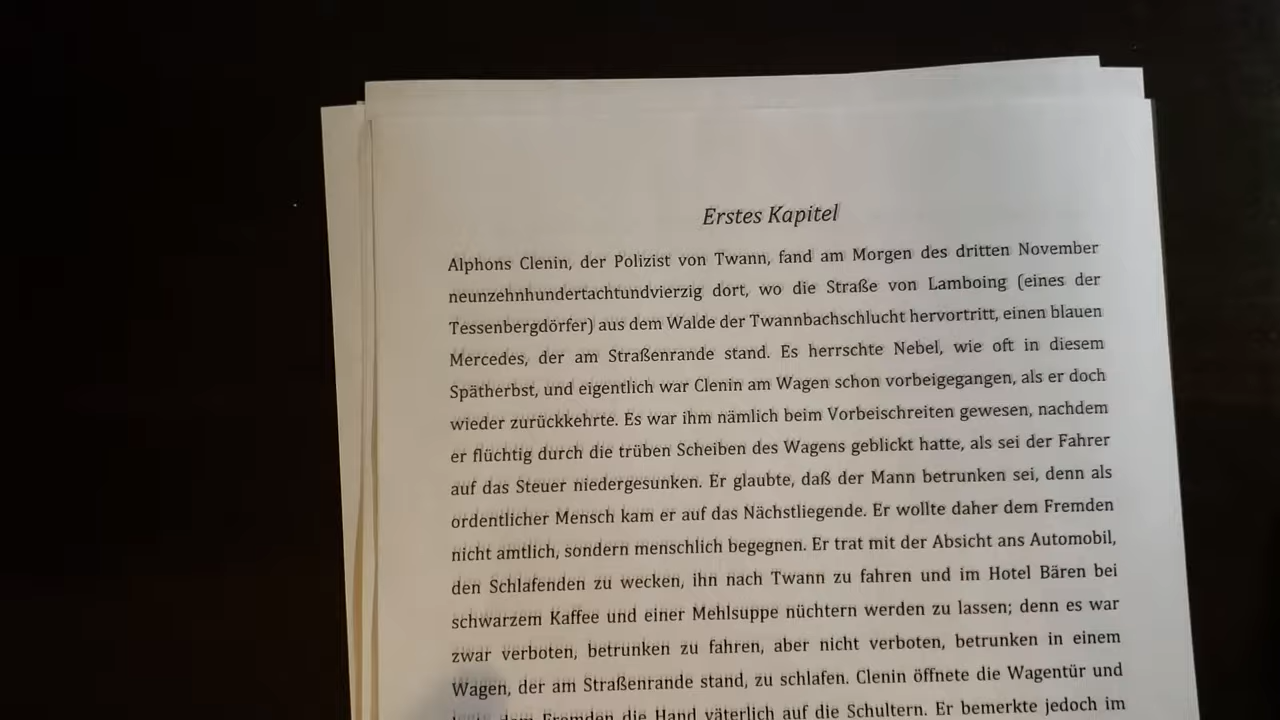 Erstes Kapitel
Alphons Clenin, der Polizist von Twann, fand am Morgen des dritten November
neunzehnhundertachtundvierzig dort, wo die Straße von Lamboing (eines der
Tessenbergdörfer) aus dem Walde der Twannbachschlucht hervortritt, einen blauen
Mercedes, der am Straßenrande stand. Es herrschte Nebel, wie oft in diesem
Spätherbst, und eigentlich war Clenin am Wagen schon vorbeigegangen, als er doch
wieder zurückkehrte. Es war ihm nämlich beim Vorbeischreiten gewesen, nachdem
er flüchtig durch die trüben Scheiben des Wagens geblickt hatte, als sei der Fahrer
auf das Steuer niedergesunken. Er glaubte, daß der Mann betrunken sei, denn als
ordentlicher Mensch kam er auf das Nächstliegende. Er wollte daher dem Fremden
nicht amtlich, sondern menschlich begegnen. Er trat mit der Absicht ans Automobil,
den Schlafenden zu wecken, ihn nach Twann zu fahren und im Hotel Bären bei
schwarzem Kaffee und einer Mehlsuppe nüchtern werden zu lassen; denn es war
zwar verboten, betrunken zu fahren, aber nicht verboten, betrunken in einem
Wagen, der am Straßenrande stand, zu schlafen. Clenin öffnete die Wagentür und
dem Fremden die Hand väterlich auf die Schultern. Er bemerkte jedoch im